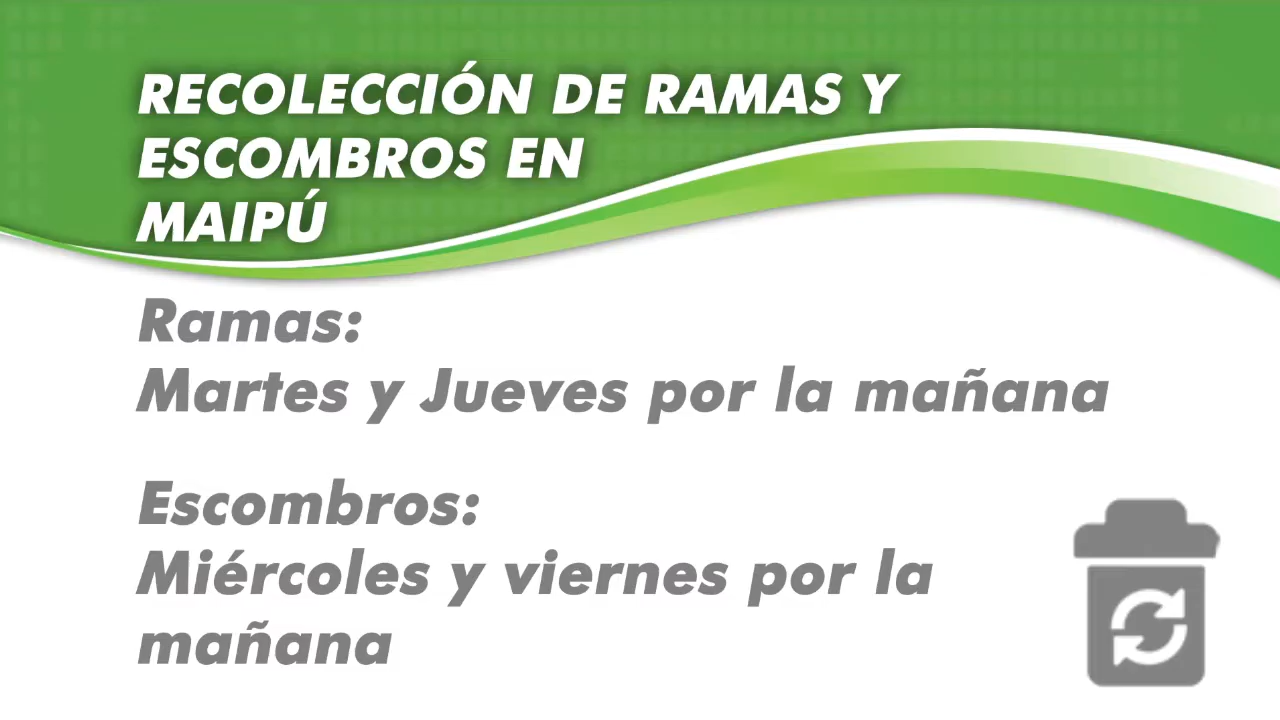 RECOLECCIÓN DE RAMAS Y
ESCOMBROS EN
MAIPÚ
Ramas:
Martes y Jueves por la mañana
Escombros:
Miércoles y viernes por la
mañana